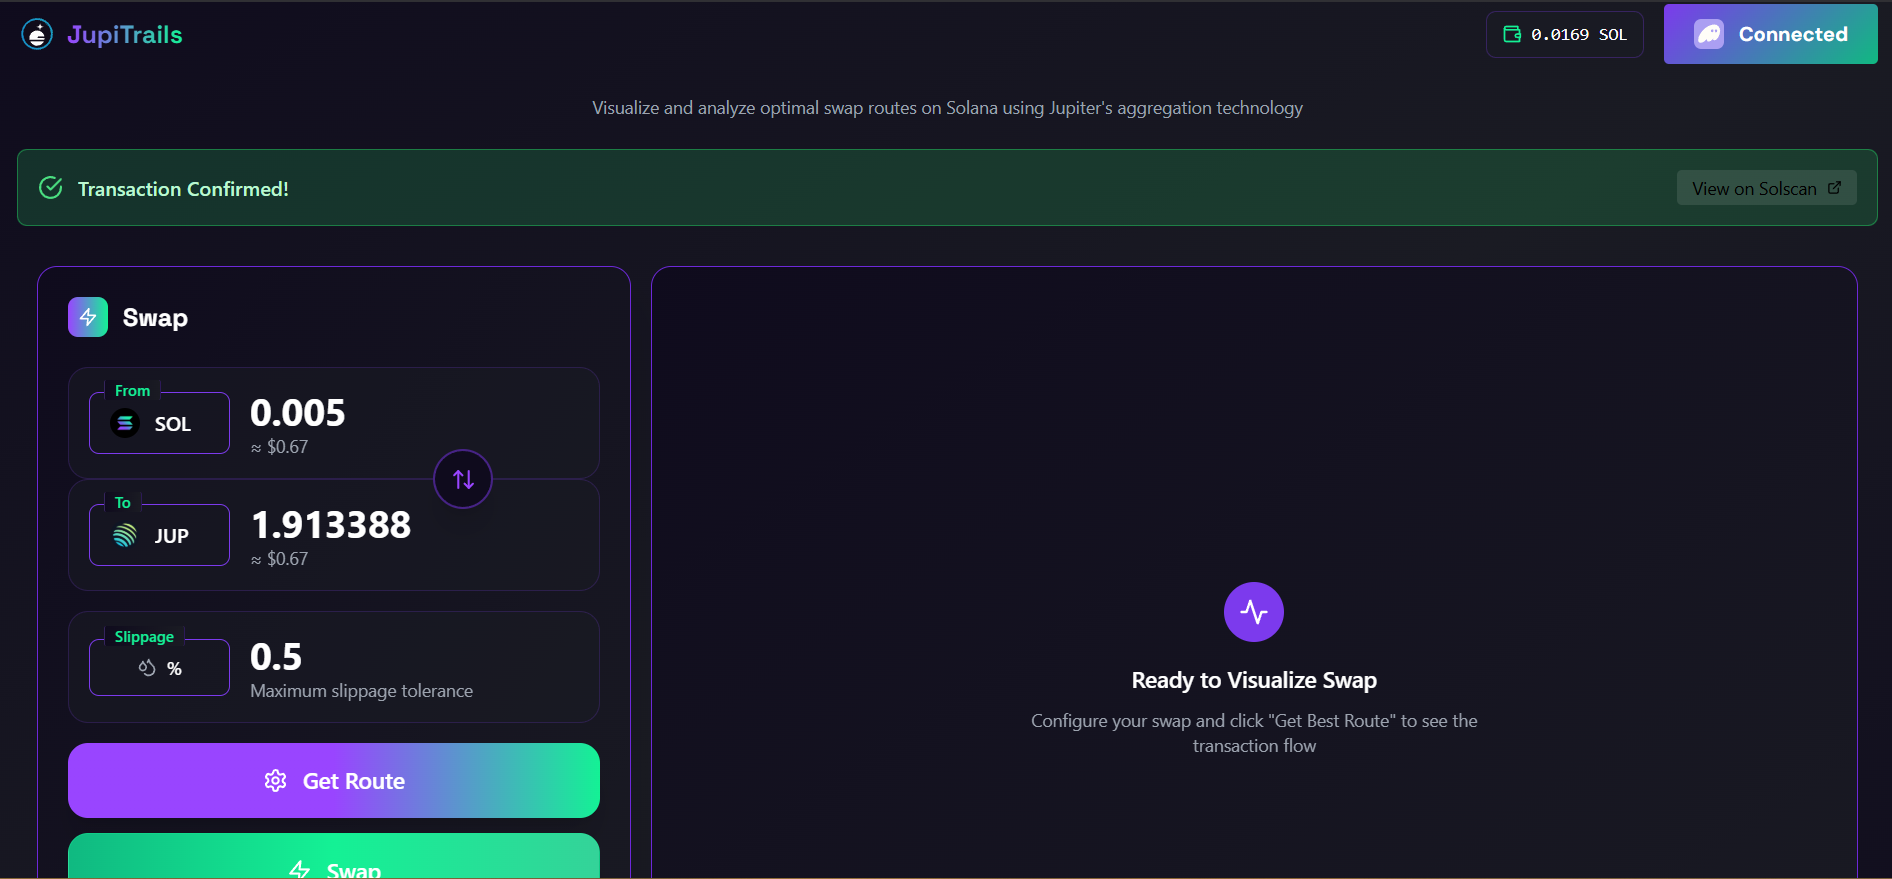 JupiTrails
0.0169 SOL
Connected
Visualize and analyze optimal swap routes on Solana using Jupiter's aggregation technology
Transaction Confirmed!
View on Solscan
Swap
From
SOL
0.005
≈ $0.67
To
JUP
1.913388
≈ $0.67
Slippage
%
0.5
Maximum slippage tolerance
Get Route
Swap
Ready to Visualize Swap
Configure your swap and click "Get Best Route" to see the
transaction flow